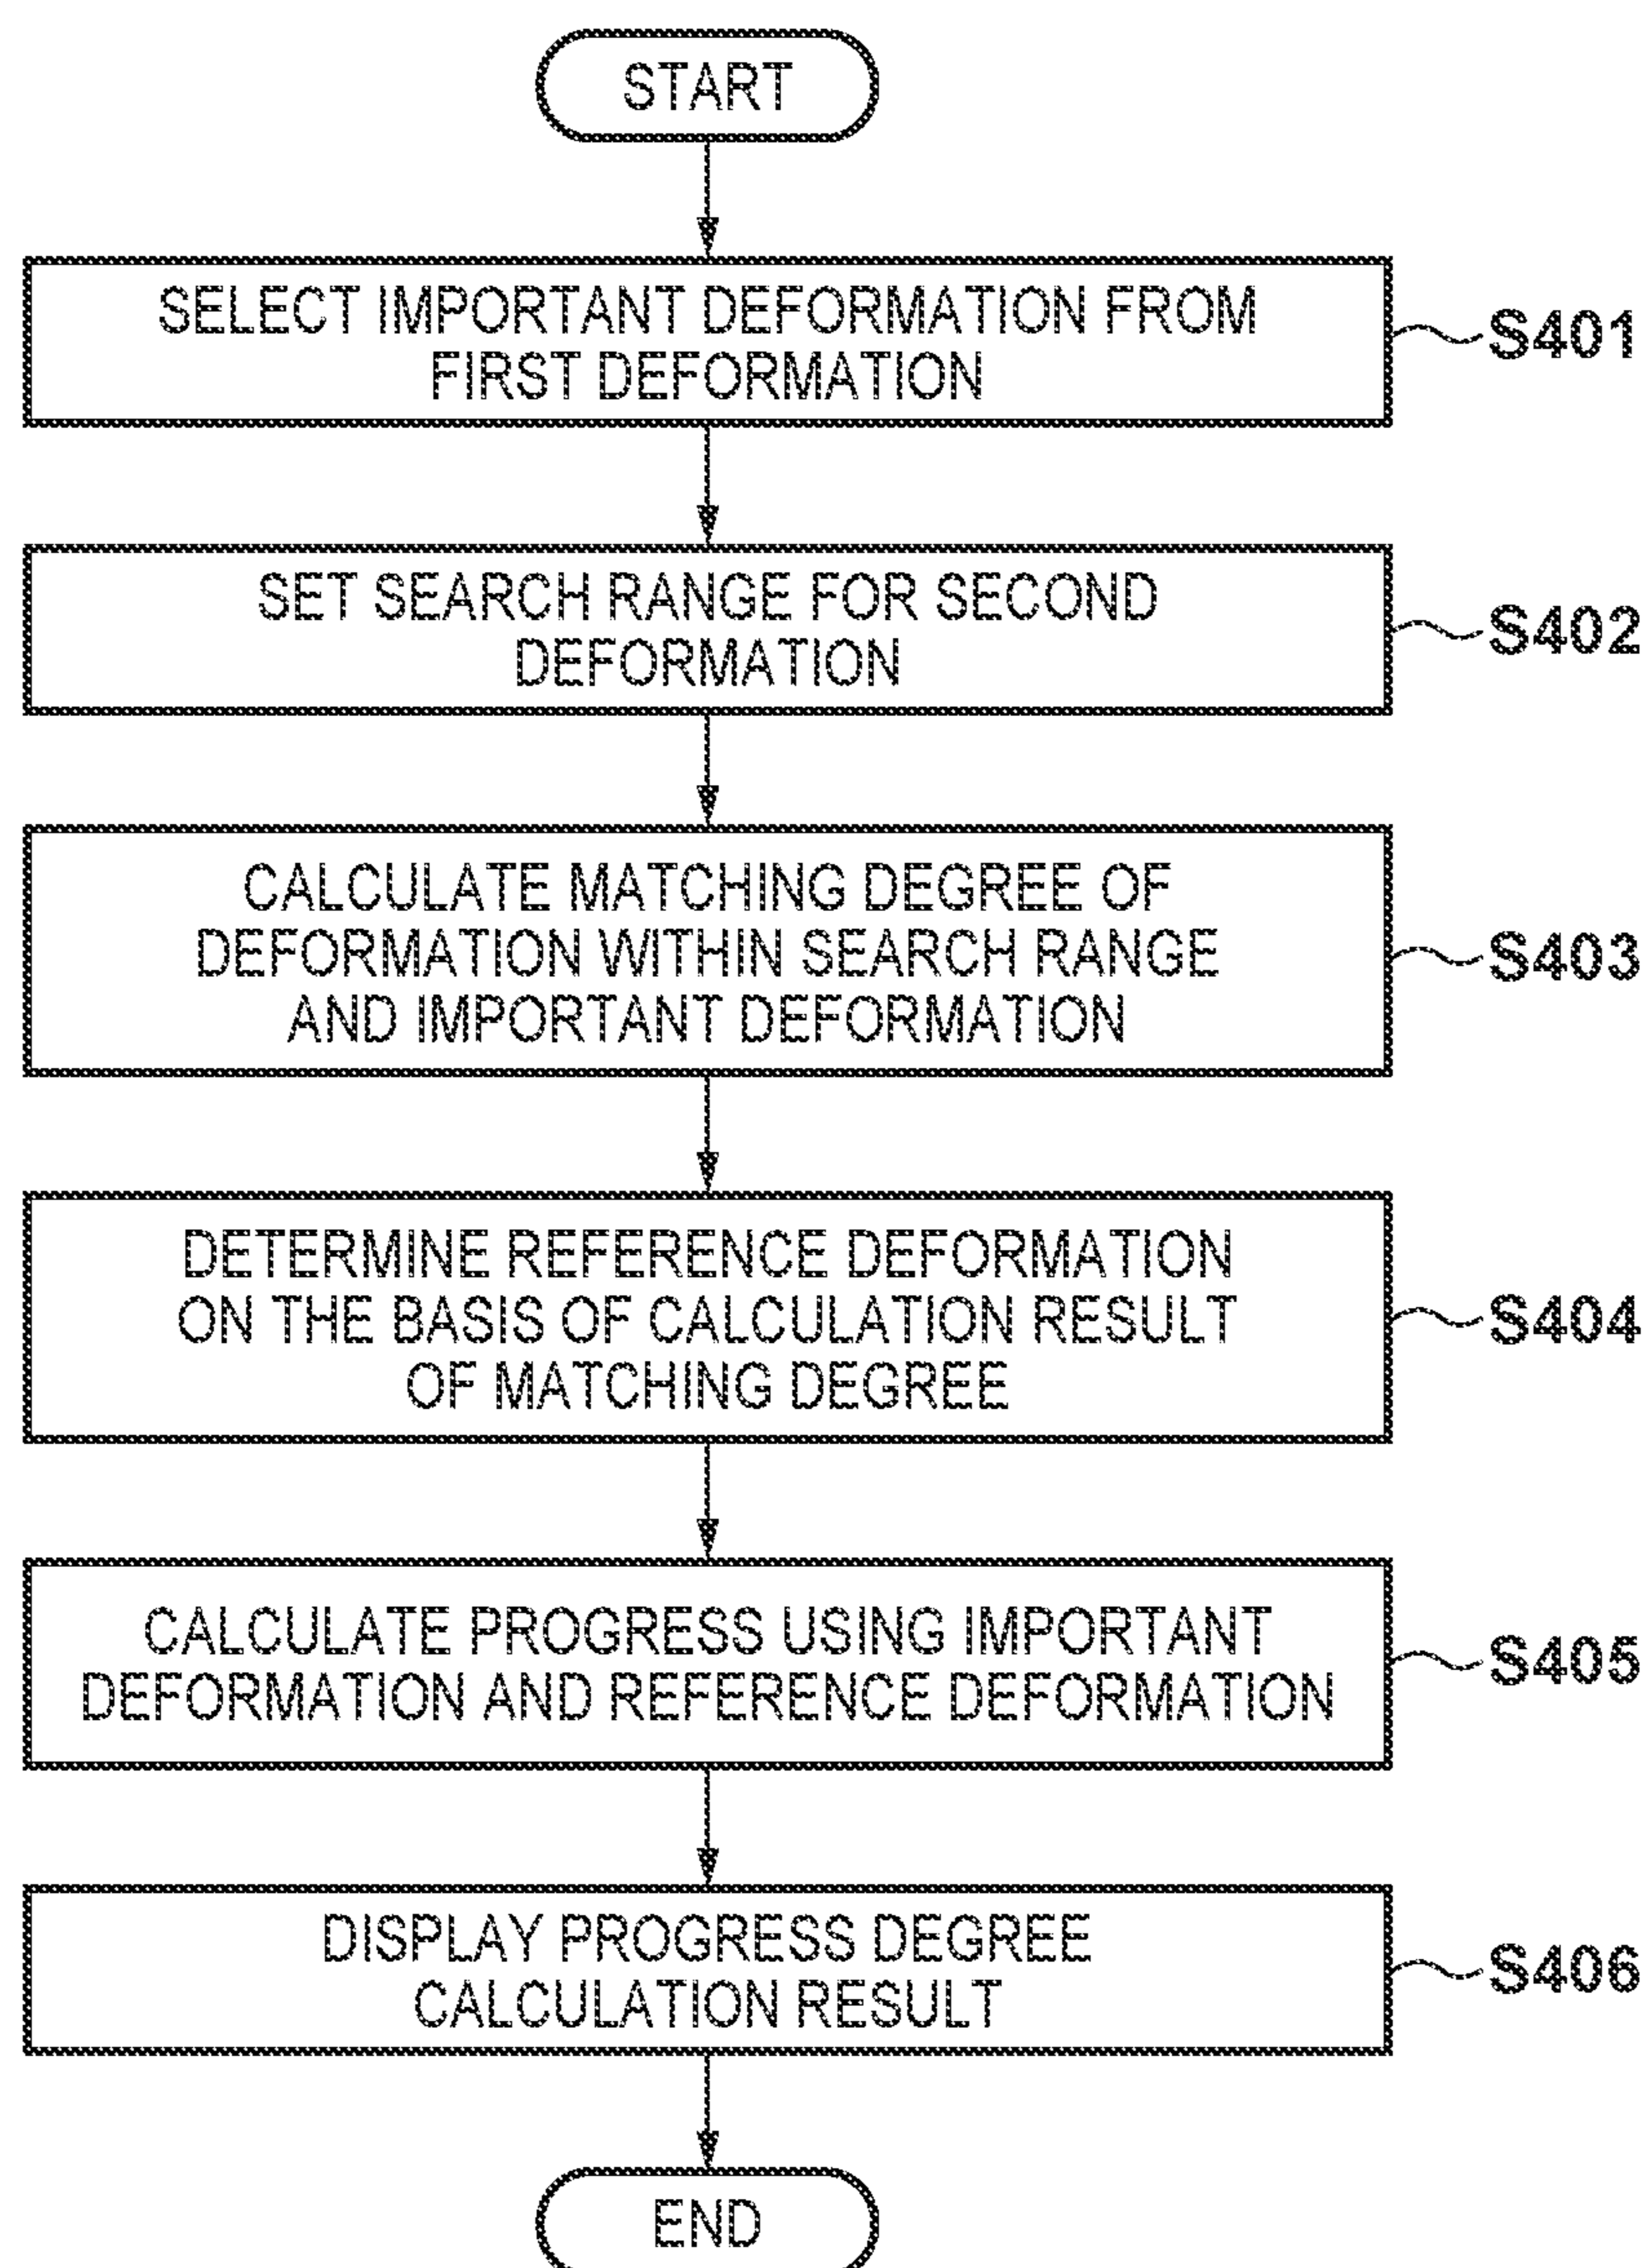 START
SELECT IMPORTANT DEFORMATION FROM
FIRST DEFORMATION
S401
SET SEARCH RANGE FOR SECOND
DEFORMATION
S402
CALCULATE MATCHING DEGREE OF
DEFORMATION WITHIN SEARCH RANGE
AND IMPORTANT DEFORMATION
S403
DETERMINE REFERENCE DEFORMATION
ON THE BASIS OF CALCULATION RESULT
OF MATCHING DEGREE
S404
CALCULATE PROGRESS USING IMPORTANT
DEFORMATION AND REFERENCE DEFORMATION
S405
DISPLAY PROGRESS DEGREE
CALCULATION RESULT
S406
END